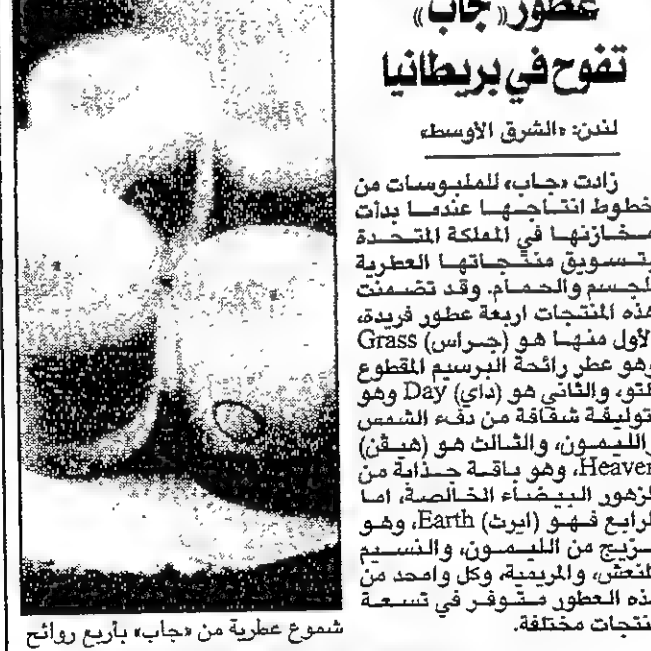 عطور «جاب»
تفوح في بريطانيا
لندن: «الشرق الأوسط»
زادت «جاب» للملبوسات من
خطوط انتاجها عندما بدأت
مخازنها في المملكة المتحدة
بتسويق منتجاتها العطرية
للجسم والحمام. وقد تضمنت
هذه المنتجات اربعة عطور فريدة،
الأول منها هو (جراس) Grass
وهو عطر رائحة البرسيم المقطوع
للتو، والثاني هو (داي) Day وهو
توليفة شفافة من دفء الشمس
والليمون، والثالث هو (هيڤن)
Heaven، وهو باقة جذابة من
الزهور البيضاء الخالصة، اما
الرابع فهو (ايرث) Earth، وهو
مزيج من الليمون، والنسيم
المنعش، والمريمية، وكل وامحد من
هذه العطور متوفر في تسعة
منتجات مختلفة.
شموع عطرية من «جاب» بأربع روائح